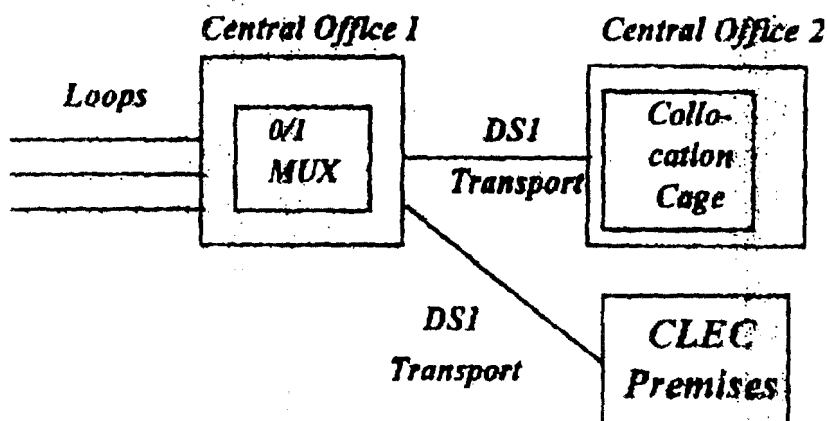 Central Office 1
Central Office 2
Loops
0/1
MUX
DS1
Transport
Collo-
cation
Cage
DS1
Transport
CLEC
Premises